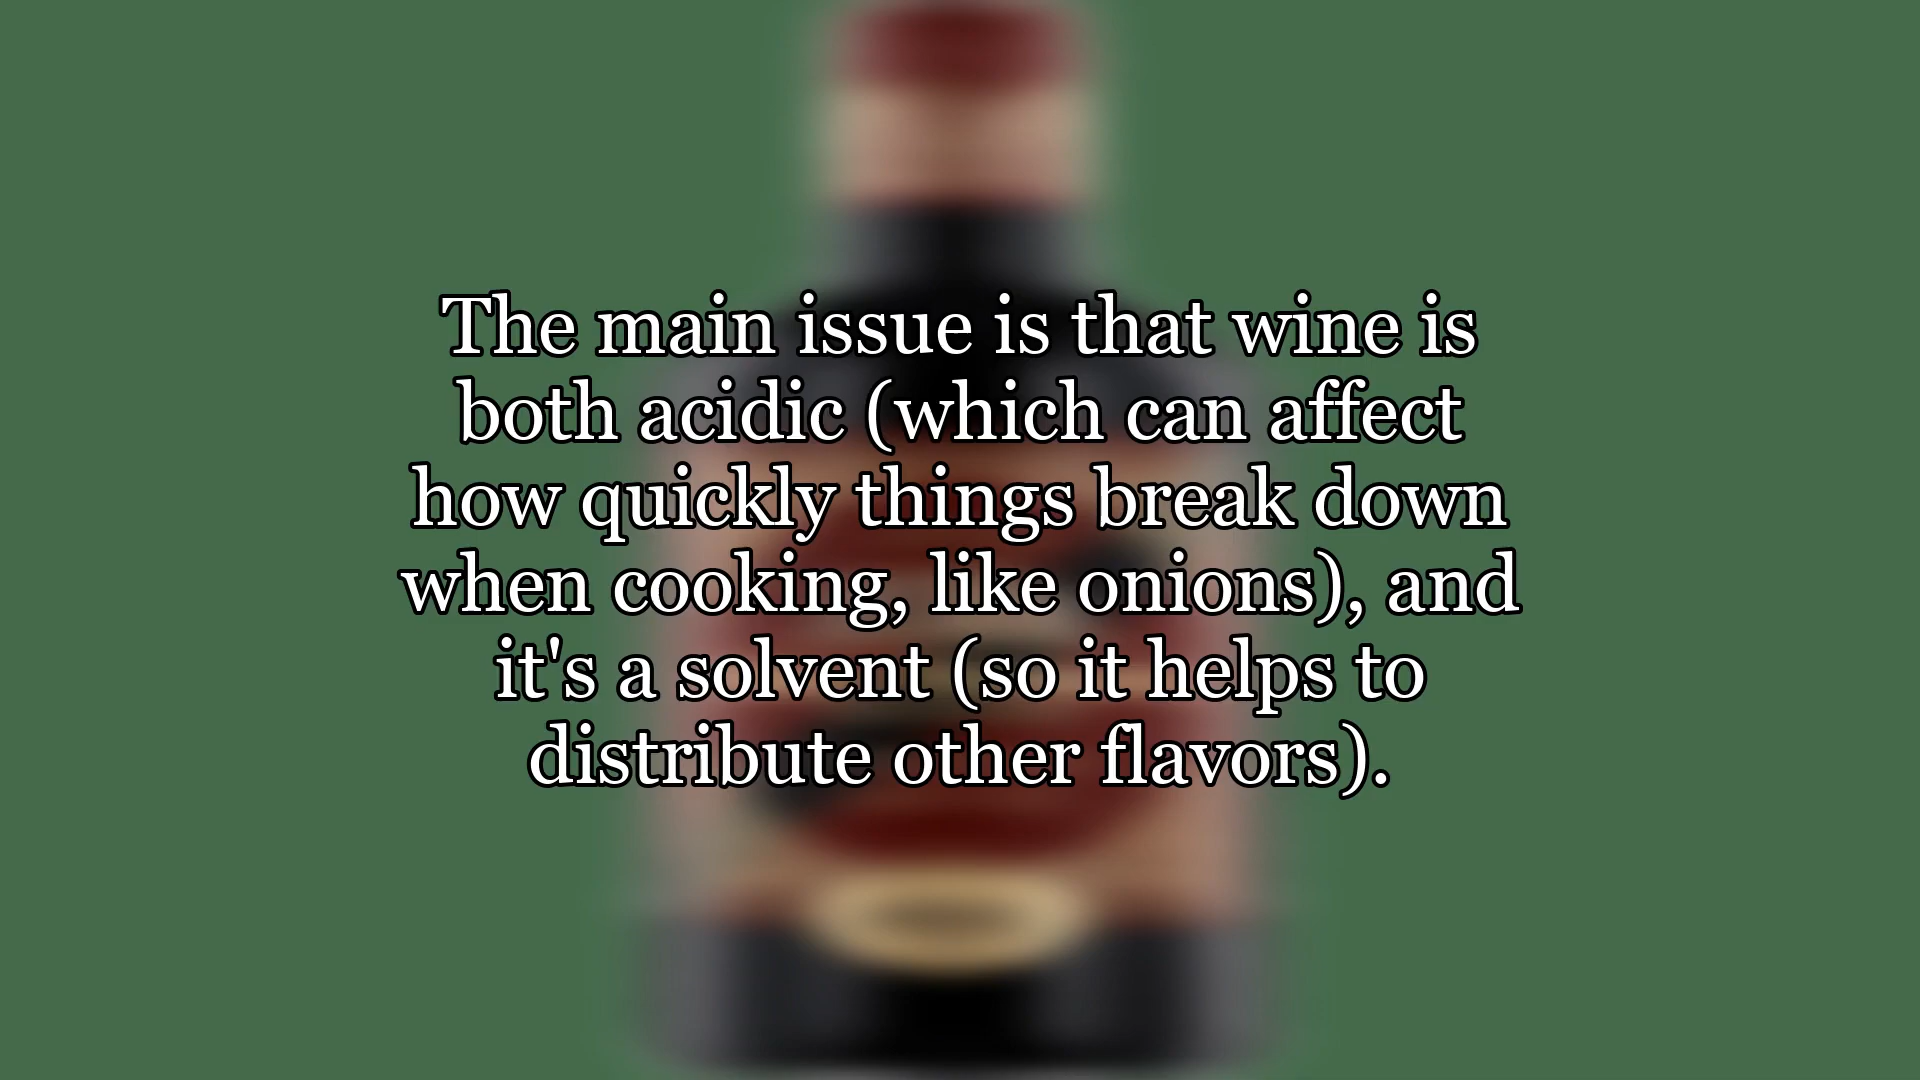 The main issue is that wine is
both acidic (which can affect
how quickly things break down
when cooking, like onions), and
it's a solvent (so it helps to
distribute other flavors).